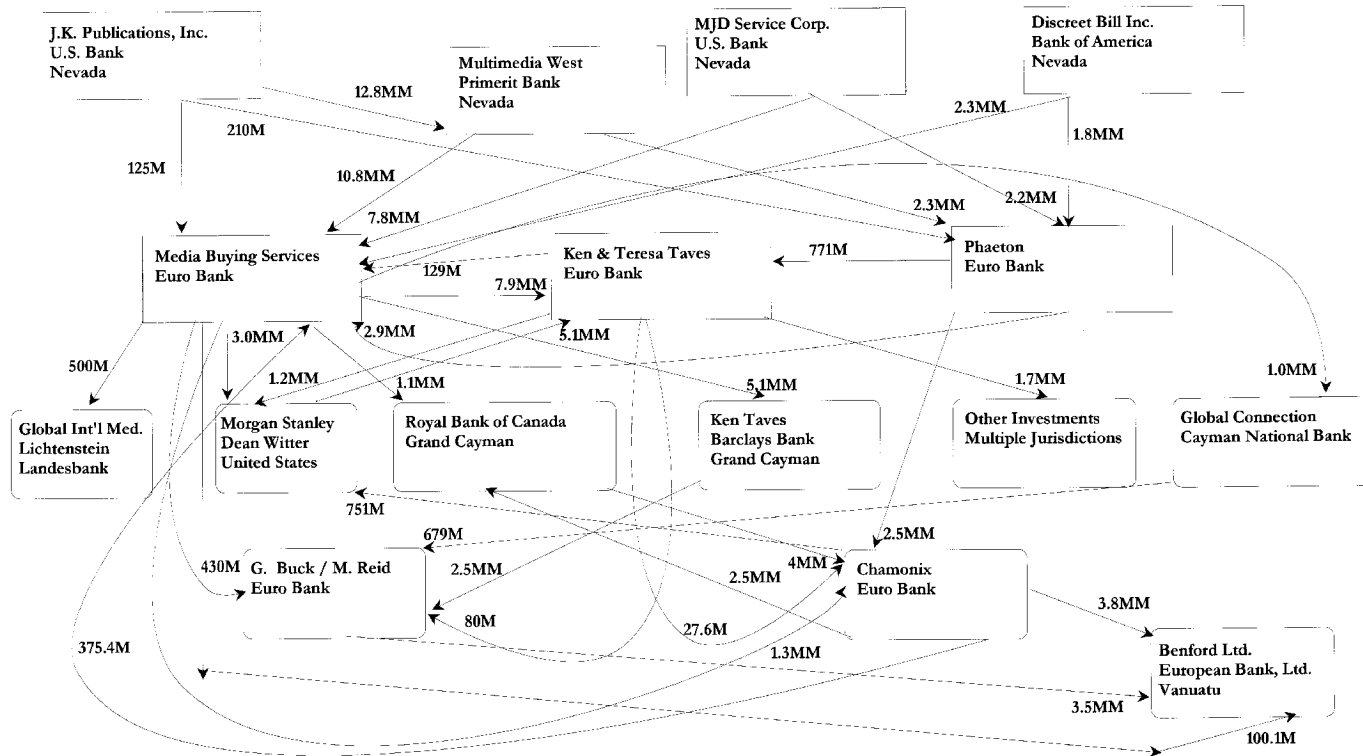 J.K. Publications, Inc.
U.S. Bank
Nevada
Multimedia West
Primerit Bank
Nevada
MJD Service Corp.
U.S. Bank
Nevada
Discreet Bill Inc.
Bank of America
Nevada
12.8MM
210M
125M
10.8MM
7.8MM
2.3MM
1.8MM
2.3MM
2.2MM
Media Buying Services
Euro Bank
129M
7.9MM
Ken & Teresa Taves
Euro Bank
771M
Phaeton
Euro Bank
500M
3.0MM
2.9MM
5.1MM
1.2MM
1.1MM
5.1MM
1.7MM
1.0MM
Global Int'l Med.
Lichtenstein
Landesbank
Morgan Stanley
Dean Witter
United States
Royal Bank of Canada
Grand Cayman
Ken Taves
Barclays Bank
Grand Cayman
Other Investments
Multiple Jurisdictions
Global Connection
Cayman National Bank
751M
679M
2.5MM
430M
G. Buck / M. Reid
Euro Bank
2.5MM
2.5MM
4MM
Chamonix
Euro Bank
80M
27.6M
3.8MM
375.4M
1.3MM
Benford Ltd.
European Bank, Ltd.
Vanuatu
3.5MM
100.1M